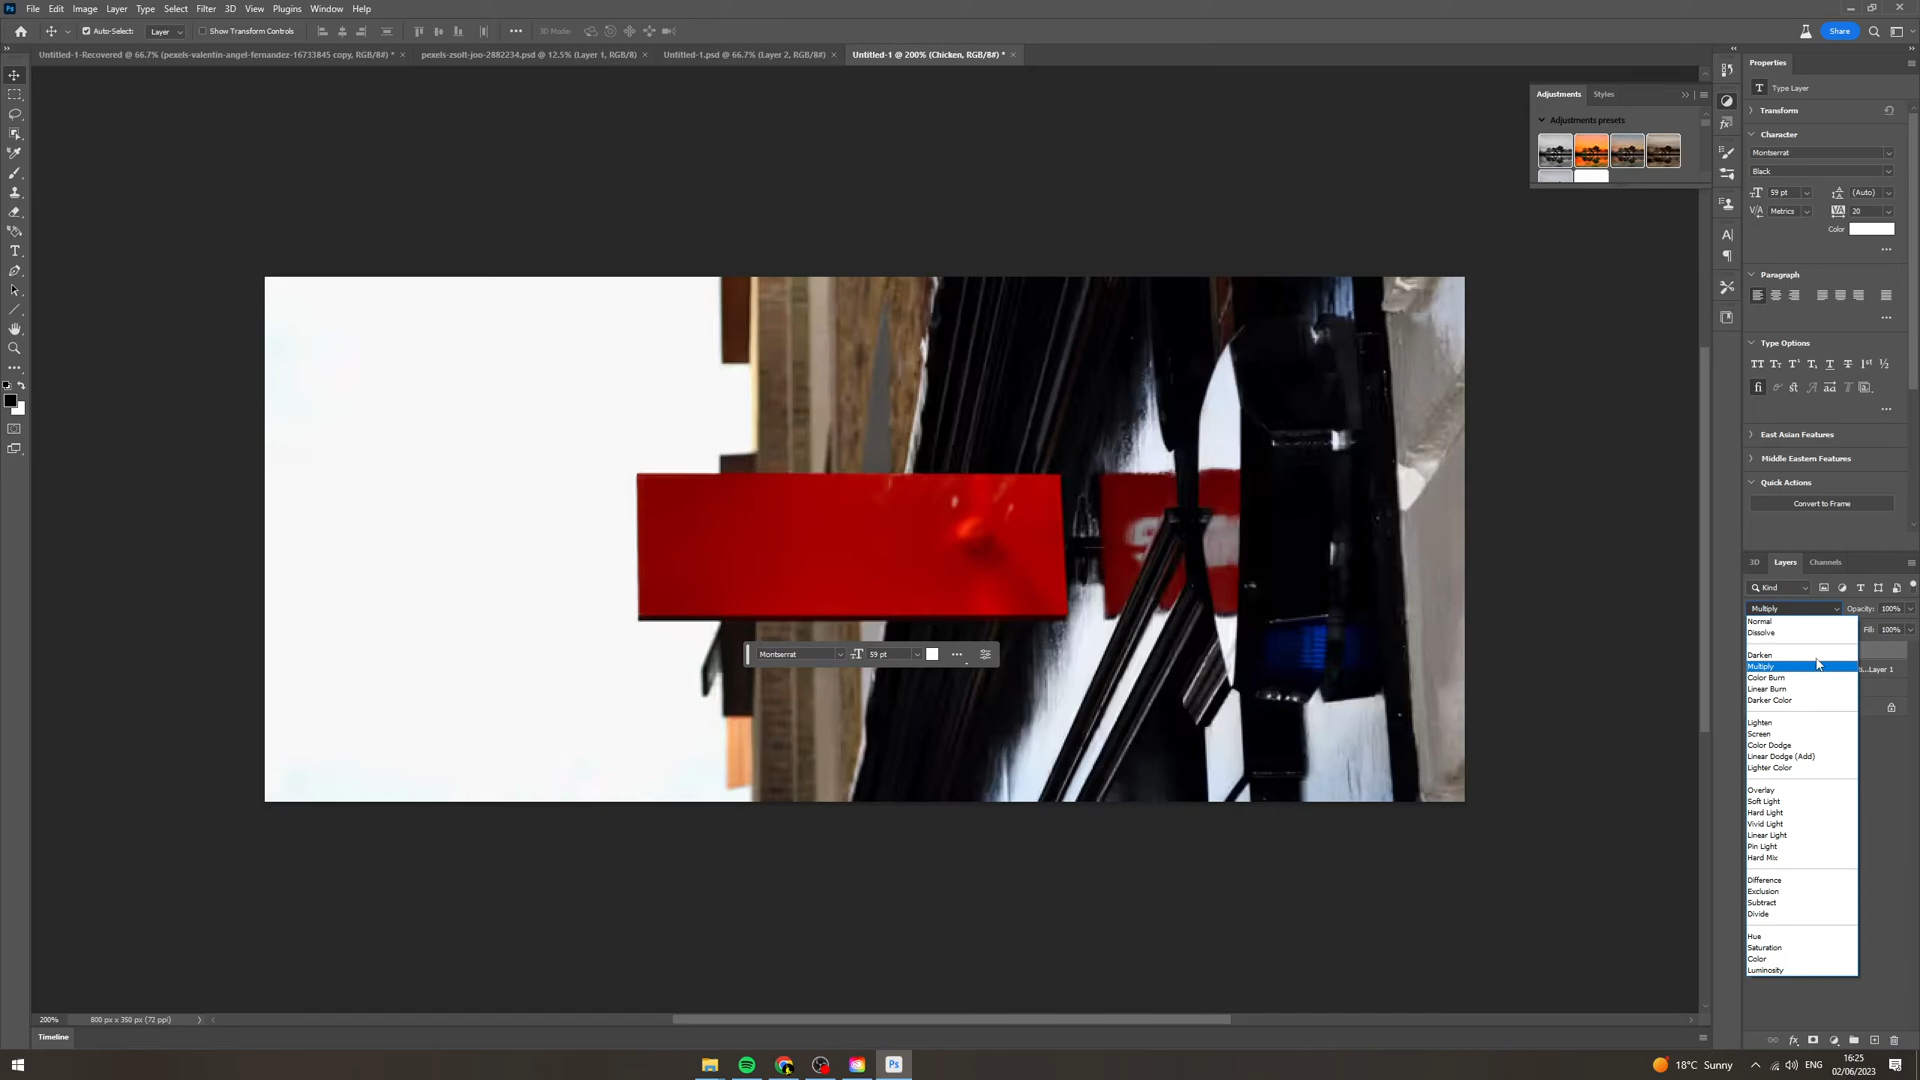 File Edit Image Layer Type Select Filter 3D View Plugins Window Help
Auto-Select: Layer Show Transform Controls 3D Mode: Share
Untitled-1-Recovered @ 66.7% (pexels-valentin-angel-fernandez-16733845 copy, RGB/8#) * × pexels-zsolt-joo-2882234.psd @ 12.5% (Layer 1, RGB/8) × Untitled-1.psd @ 66.7% (Layer 2, RGB/8#) × Untitled-1 @ 200% (Chicken, RGB/8#) * ×
Adjustments Styles
Adjustments presets
Properties
Type Layer
Transform
Character
Montserrat
Black
59 pt (Auto)
Metrics 20
Color
Paragraph
Type Options
East Asian Features
Middle Eastern Features
Quick Actions
Convert to Frame
3D Layers Channels
Kind
Multiply Opacity: 100%
Fill: 100%
...Layer 1
Normal
Dissolve
Darken
Multiply
Color Burn
Linear Burn
Darker Color
Lighten
Screen
Color Dodge
Linear Dodge (Add)
Lighter Color
Overlay
Soft Light
Hard Light
Vivid Light
Linear Light
Pin Light
Hard Mix
Difference
Exclusion
Subtract
Divide
Hue
Saturation
Color
Luminosity
Montserrat 59 pt
200% 800 px x 350 px (72 ppi)
Timeline
18°C Sunny ENG 16:25
02/06/2023